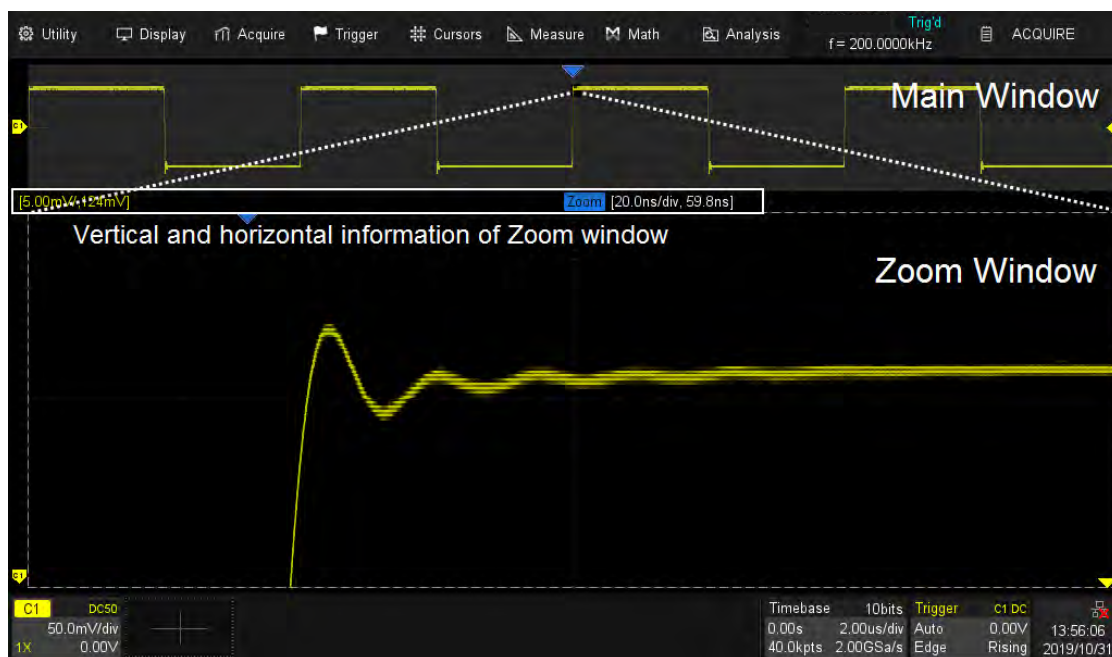 Utility Display Acquire Trigger Cursors Measure Math Analysis Trig'd f = 200.0000kHz ACQUIRE
Main Window
C1
[5.00mV/ -124mV] Zoom [20.0ns/div, 59.8ns]
Vertical and horizontal information of Zoom window
Zoom Window
C1
C1 DC50 Timebase 10bits Trigger C1 DC
50.0mV/div 0.00s 2.00us/div Auto 0.00V 13:56:06
1X 0.00V 40.0kpts 2.00GSa/s Edge Rising 2019/10/31